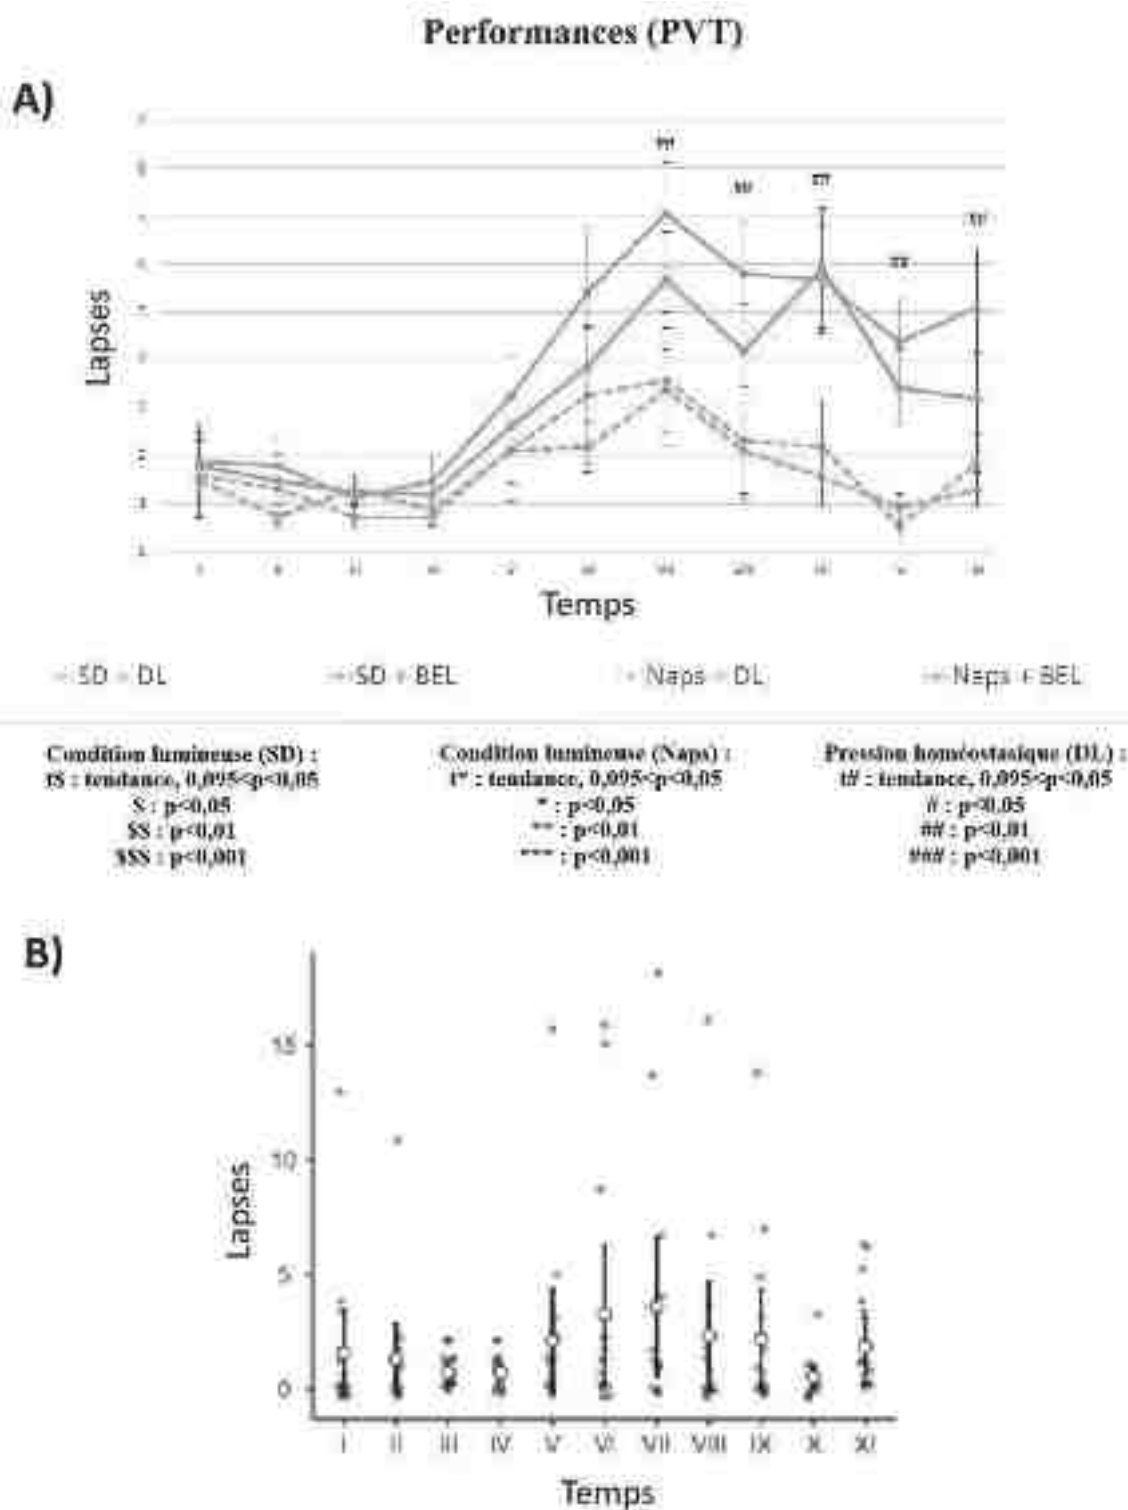 Performances (PVT)
A)
Lapses
Temps
SD + DL
SD + BEL
Naps + DL
Naps + BEL
Condition lumineuse (SD) :
t$ : tendance, 0,095<p<0,05
$ : p<0,05
$$ : p<0,01
$$$ : p<0,001
Condition lumineuse (Naps) :
t* : tendance, 0,095<p<0,05
* : p<0,05
** : p<0,01
*** : p<0,001
Pression homéostasique (DL) :
t# : tendance, 0,095<p<0,05
# : p<0,05
## : p<0,01
### : p<0,001
B)
Lapses
15
10
5
0
I II III IV V VI VII VIII IX X XI
Temps